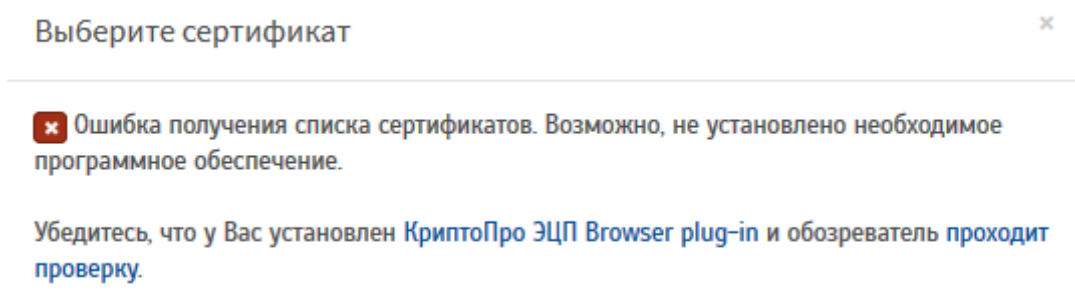 Выберите сертификат
Ошибка получения списка сертификатов. Возможно, не установлено необходимое
программное обеспечение.
Убедитесь, что у Вас установлен КриптоПро ЭЦП Browser plug-in и обозреватель проходит
проверку.